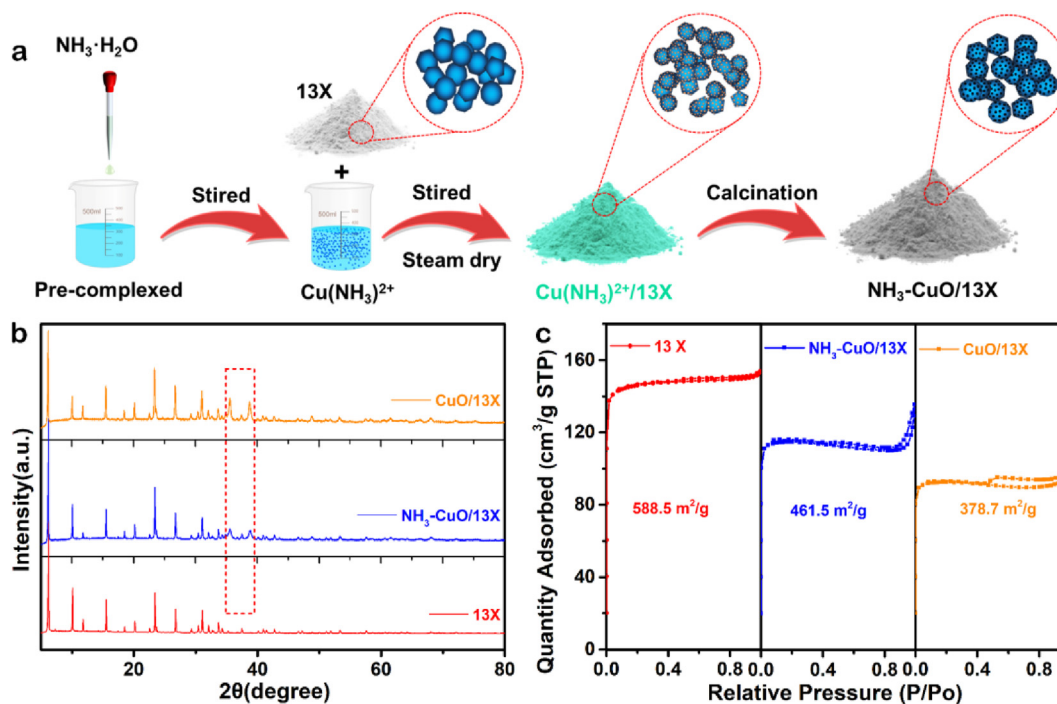 a
NH₃·H₂O
13X
+
500ml
500ml
Stired
Stired
Steam dry
Calcination
Pre-complexed
Cu(NH₃)²⁺
Cu(NH₃)²⁺/13X
NH₃-CuO/13X
b
Intensity(a.u.)
CuO/13X
NH₃-CuO/13X
13X
20 40 60 80
2θ(degree)
c
Quantity Adsorbed (cm³/g STP)
160
120
80
40
0
13 X
NH₃-CuO/13X
CuO/13X
588.5 m²/g
461.5 m²/g
378.7 m²/g
0.0 0.4 0.8 0.0 0.4 0.8 0.0 0.4 0.8
Relative Pressure (P/Po)